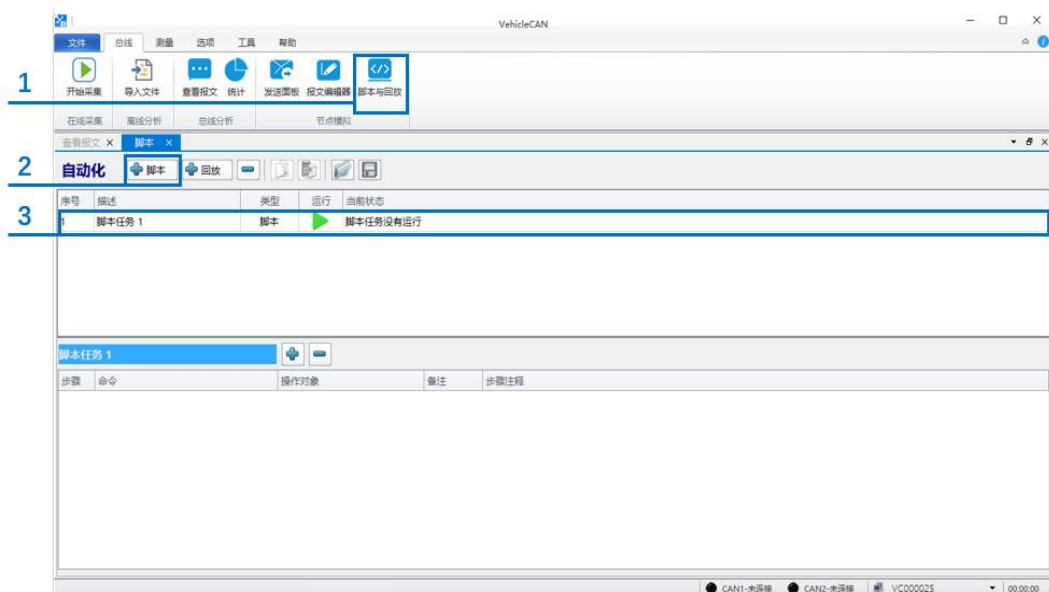 VehicleCAN
文件 总线 测量 选项 工具 帮助
1
开始采集 导入文件 查看报文 统计 发送面板 报文编辑器 脚本与回放
在线采集 离线分析 总线分析 节点模拟
查看报文 脚本
2
自动化 脚本 回放
序号 描述 类型 运行 当前状态
3
1 脚本任务 1 脚本 脚本任务没有运行
脚本任务 1
步骤 命令 操作对象 备注 步骤注释
CAN1-未连接 CAN2-未连接 VC000025 00:00:00